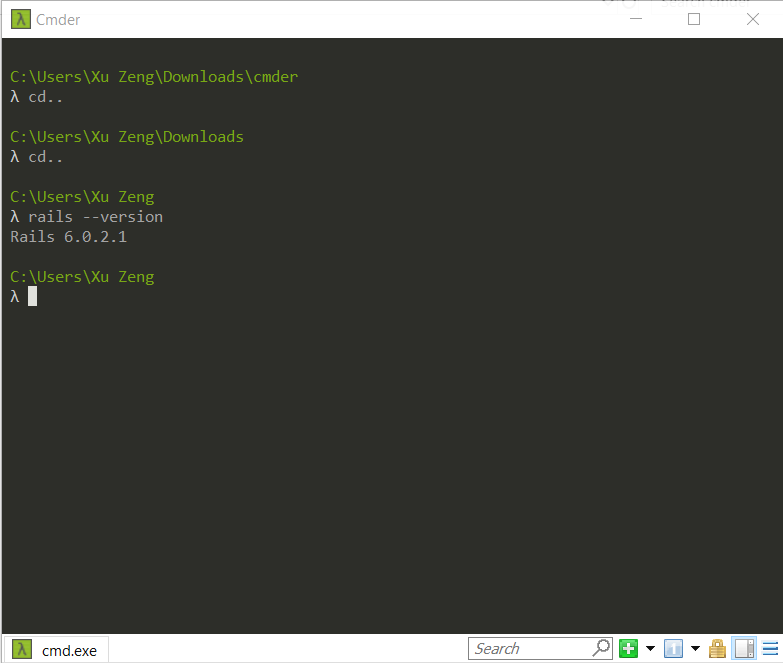 Cmder
C:\Users\Xu Zeng\Downloads\cmder
λ cd..
C:\Users\Xu Zeng\Downloads
λ cd..
C:\Users\Xu Zeng
λ rails --version
Rails 6.0.2.1
C:\Users\Xu Zeng
λ
cmd.exe
Search